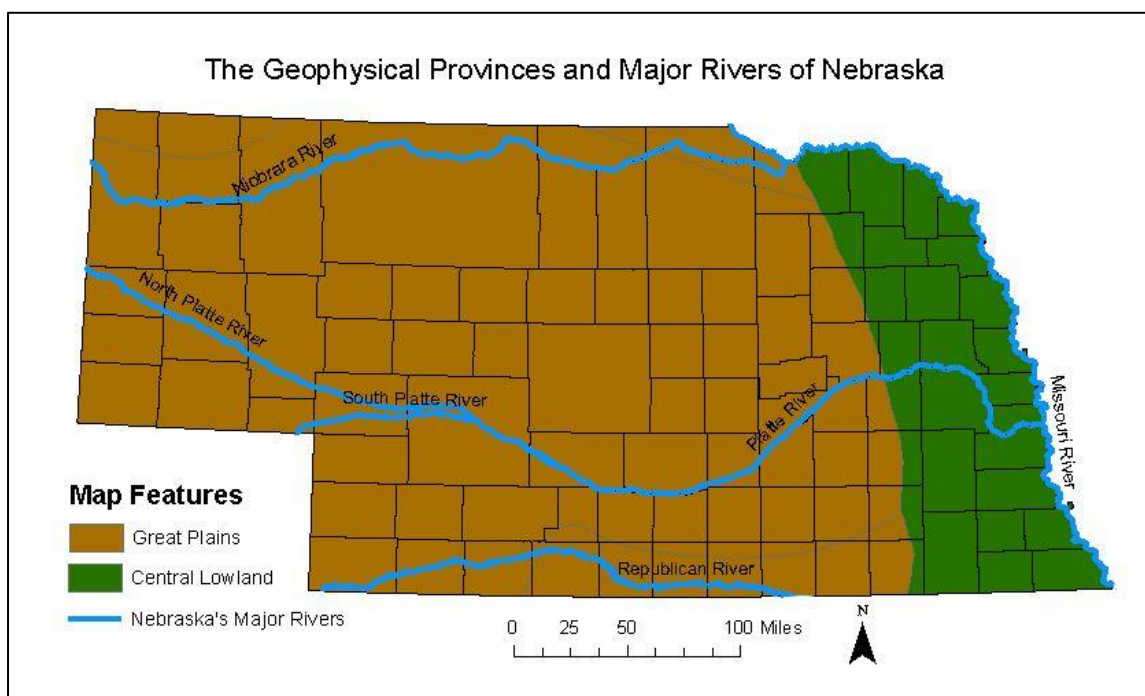 The Geophysical Provinces and Major Rivers of Nebraska
Niobrara River
North Platte River
South Platte River
Platte River
Missouri River
Republican River
Map Features
Great Plains
Central Lowland
Nebraska's Major Rivers
0 25 50 100 Miles
N